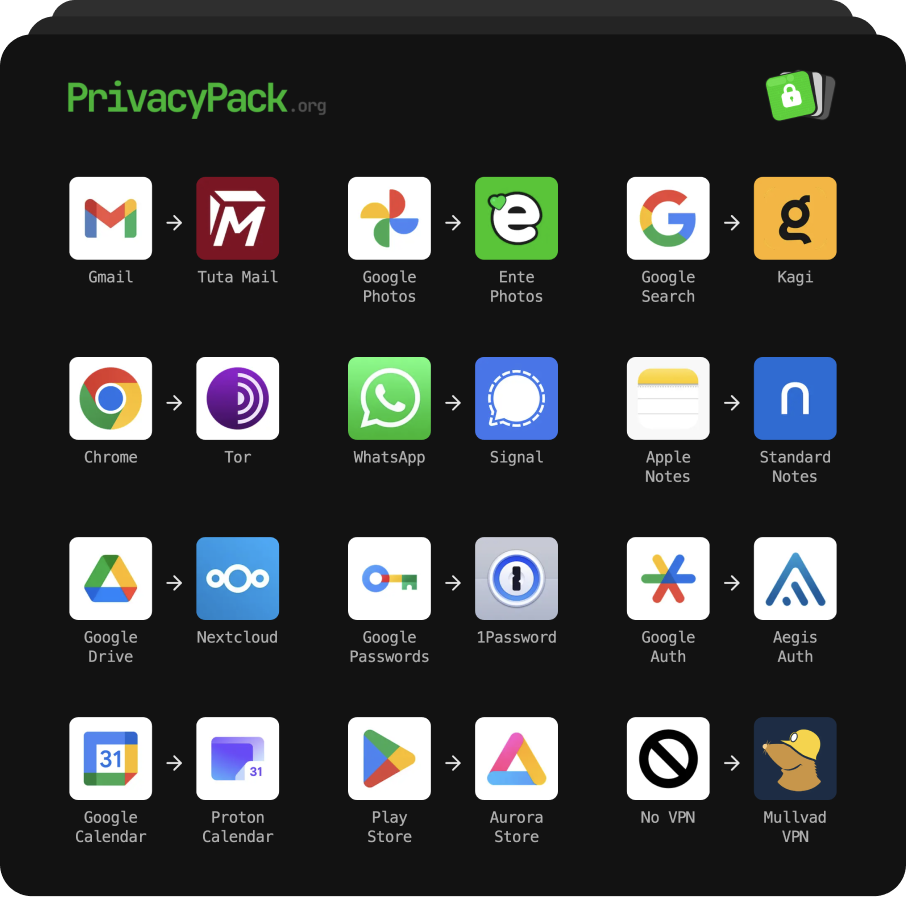 PrivacyPack.org
Gmail
Tuta Mail
Google
Photos
Ente
Photos
Google
Search
Kagi
Chrome
Tor
WhatsApp
Signal
Apple
Notes
Standard
Notes
Google
Drive
Nextcloud
Google
Passwords
1Password
Google
Auth
Aegis
Auth
31
Google
Calendar
31
Proton
Calendar
Play
Store
Aurora
Store
No VPN
Mullvad
VPN